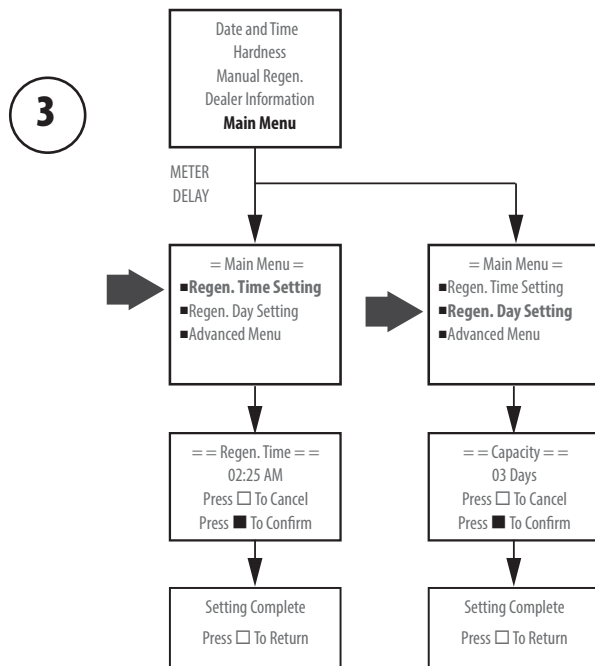 3
Date and Time
Hardness
Manual Regen.
Dealer Information
Main Menu
METER
DELAY
= Main Menu =
■Regen. Time Setting
■Regen. Day Setting
■Advanced Menu
= Main Menu =
■Regen. Time Setting
■Regen. Day Setting
■Advanced Menu
= = Regen. Time = =
02:25 AM
Press □ To Cancel
Press ■ To Confirm
= = Capacity = =
03 Days
Press □ To Cancel
Press ■ To Confirm
Setting Complete
Press □ To Return
Setting Complete
Press □ To Return